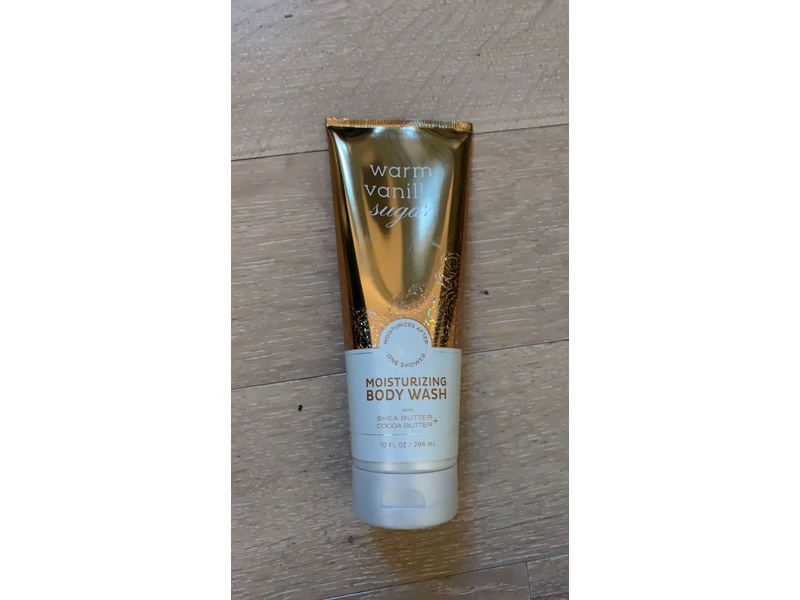 warm
vanilla
sugar
MOISTURIZES AFTER
ONE SHOWER
MOISTURIZING
BODY WASH
WITH
SHEA BUTTER +
COCOA BUTTER
10 FL OZ / 296 mL